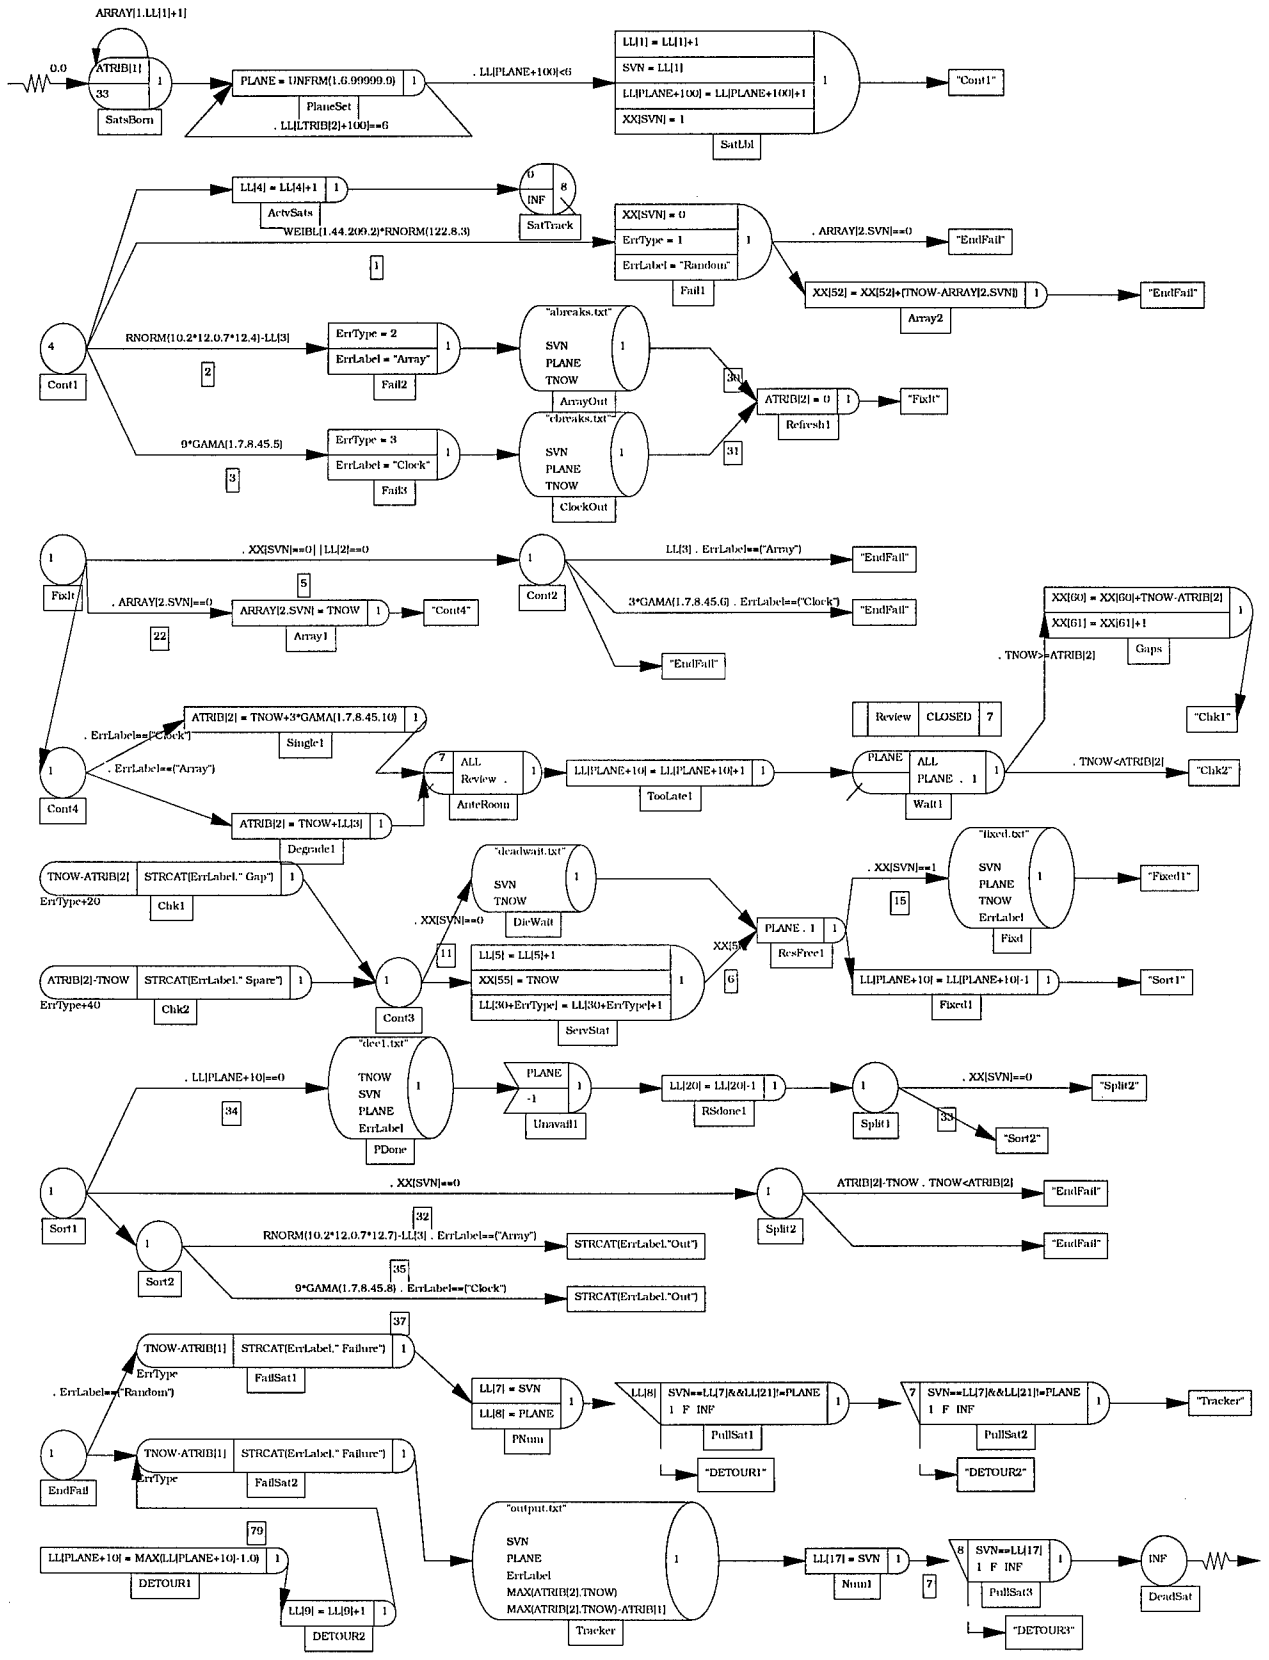 ARRAY[1.LL[1]+1]
0.0
ATRIB[1]
33
1
SatsBorn
PLANE = UNFRM(1.6.99999.9)
1
PlaneSet
. LL[LTRIB[2]+100]==6
. LL[PLANE+100]<6
LL[1] = LL[1]+1
SVN = LL[1]
LL[PLANE+100] = LL[PLANE+100]+1
XX[SVN] = 1
1
SatLbl
"Cont1"
LL[4] = LL[4]+1
1
ActvSats
0
INF
8
SatTrack
WEIBL(1.44.209.2)*RNORM(122.8.3)
1
XX[SVN] = 0
ErrType = 1
ErrLabel = "Random"
1
Fail1
. ARRAY[2.SVN]==0
"EndFail"
XX[52] = XX[52]+(TNOW-ARRAY[2.SVN])
1
Array2
"EndFail"
4
Cont1
RNORM(10.2*12.0.7*12.4)-LL[3]
2
ErrType = 2
ErrLabel = "Array"
1
Fail2
"abreaks.txt"
SVN
PLANE
TNOW
1
ArrayOut
30
ATRIB[2] = 0
1
Refresh1
"FixIt"
9*GAMA(1.7.8.45.5)
3
ErrType = 3
ErrLabel = "Clock"
1
Fail3
"cbreaks.txt"
SVN
PLANE
TNOW
1
ClockOut
31
1
FixIt
. XX[SVN]==0||LL[2]==0
5
1
Cont2
LL[3] . ErrLabel==("Array")
"EndFail"
3*GAMA(1.7.8.45.6) . ErrLabel==("Clock")
"EndFail"
"EndFail"
. ARRAY[2.SVN]==0
22
ARRAY[2.SVN] = TNOW
1
Array1
"Cont4"
XX[60] = XX[60]+TNOW-ATRIB[2]
XX[61] = XX[61]+1
1
Gaps
. TNOW>=ATRIB[2]
"Chk1"
1
Cont4
. ErrLabel==("Clock")
. ErrLabel==("Array")
ATRIB[2] = TNOW+3*GAMA(1.7.8.45.10)
1
Single1
ATRIB[2] = TNOW+LL[3]
1
Degrade1
7
ALL
Review .
1
AnteRoom
LL[PLANE+10] = LL[PLANE+10]+1
1
TooLate1
Review
CLOSED
7
PLANE
ALL
PLANE . 1
1
Wait1
. TNOW<ATRIB[2]
"Chk2"
TNOW-ATRIB[2]
STRCAT(ErrLabel." Gap")
1
ErrType+20
Chk1
ATRIB[2]-TNOW
STRCAT(ErrLabel." Spare")
1
ErrType+40
Chk2
1
Cont3
. XX[SVN]==0
11
"deadwait.txt"
SVN
TNOW
1
DieWait
LL[5] = LL[5]+1
XX[55] = TNOW
LL[30+ErrType] = LL[30+ErrType]+1
1
ServStat
6
PLANE . 1
1
ResFree1
. XX[SVN]==1
15
"fixed.txt"
SVN
PLANE
TNOW
ErrLabel
1
Fixd
"Fixed1"
LL[PLANE+10] = LL[PLANE+10]-1
1
Fixed1
"Sort1"
. LL[PLANE+10]==0
34
"dec1.txt"
TNOW
SVN
PLANE
ErrLabel
1
PDone
PLANE
-1
1
Unavail1
LL[20] = LL[20]-1
1
RSdone1
1
Split1
. XX[SVN]==0
"Split2"
33
"Sort2"
1
Sort1
. XX[SVN]==0
32
1
Split2
ATRIB[2]-TNOW . TNOW<ATRIB[2]
"EndFail"
"EndFail"
1
Sort2
RNORM(10.2*12.0.7*12.7)-LL[3] . ErrLabel==("Array")
35
STRCAT(ErrLabel."Out")
9*GAMA(1.7.8.45.8) . ErrLabel==("Clock")
37
STRCAT(ErrLabel."Out")
1
EndFail
. ErrLabel==("Random")
TNOW-ATRIB[1]
STRCAT(ErrLabel." Failure")
1
ErrType
FailSat1
LL[7] = SVN
LL[8] = PLANE
1
PNum
LL[8]
SVN==LL[7]&&LL[21]!=PLANE
1 F INF
1
PullSat1
"DETOUR1"
7
SVN==LL[7]&&LL[21]!=PLANE
1 F INF
1
PullSat2
"DETOUR2"
"Tracker"
TNOW-ATRIB[1]
STRCAT(ErrLabel." Failure")
1
ErrType
FailSat2
79
LL[PLANE+10] = MAX(LL[PLANE+10]-1.0)
1
DETOUR1
LL[9] = LL[9]+1
1
DETOUR2
"output.txt"
SVN
PLANE
ErrLabel
MAX(ATRIB[2].TNOW)
MAX(ATRIB[2].TNOW)-ATRIB[1]
1
Tracker
LL[17] = SVN
1
Num1
7
8
SVN==LL[17]
1 F INF
1
PullSat3
"DETOUR3"
INF
DeadSat